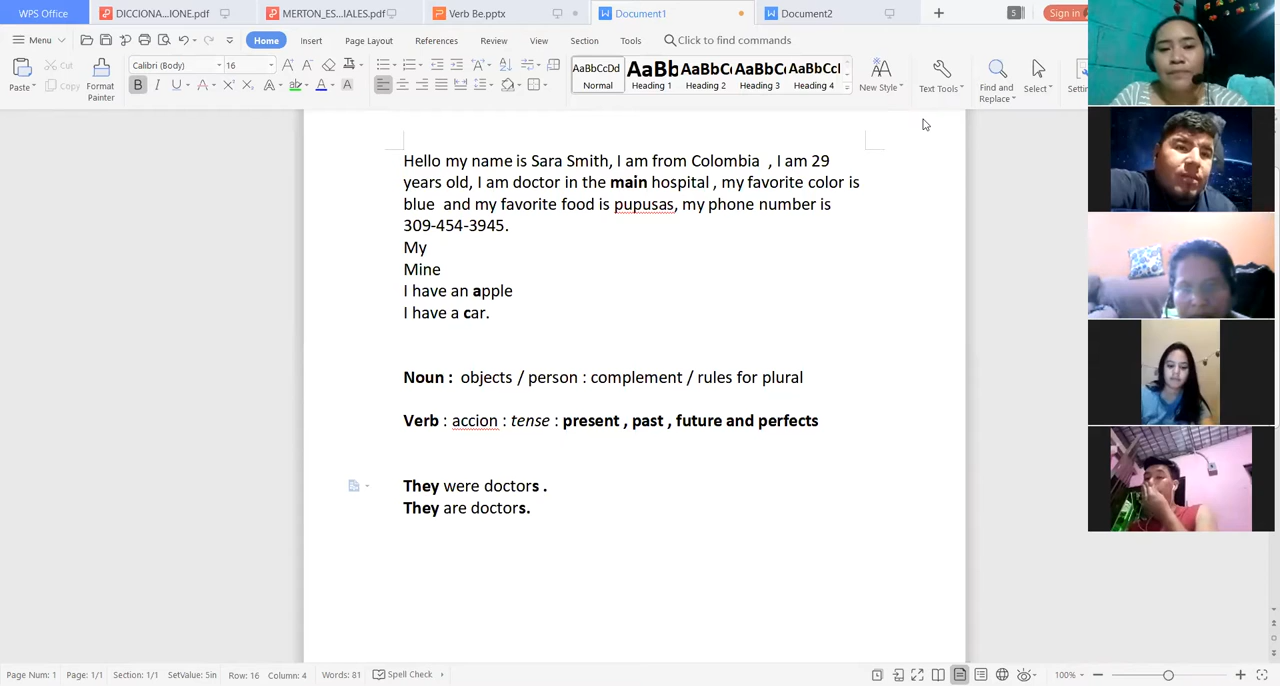 WPS Office DICCIONA...IONE.pdf MERTON_ES...IALES.pdf Verb Be.pptx Document1 Document2 + S Sign in
Menu Home Insert Page Layout References Review View Section Tools Click to find commands
Paste Cut Copy Format Painter Calibri (Body) 16 B I U A X² X₂ A A A AaBbCcDd Normal AaBb Heading 1 AaBbC Heading 2 AaBbC Heading 3 AaBbCcI Heading 4 New Style Text Tools Find and Replace Select
Hello my name is Sara Smith, I am from Colombia , I am 29
years old, I am doctor in the main hospital , my favorite color is
blue and my favorite food is pupusas, my phone number is
309-454-3945.
My
Mine
I have an apple
I have a car.
Noun : objects / person : complement / rules for plural
Verb : accion : tense : present , past , future and perfects
They were doctors .
They are doctors.
Page Num: 1 Page: 1/1 Section: 1/1 SetValue: 5in Row: 16 Column: 4 Words: 81 Spell Check 100%